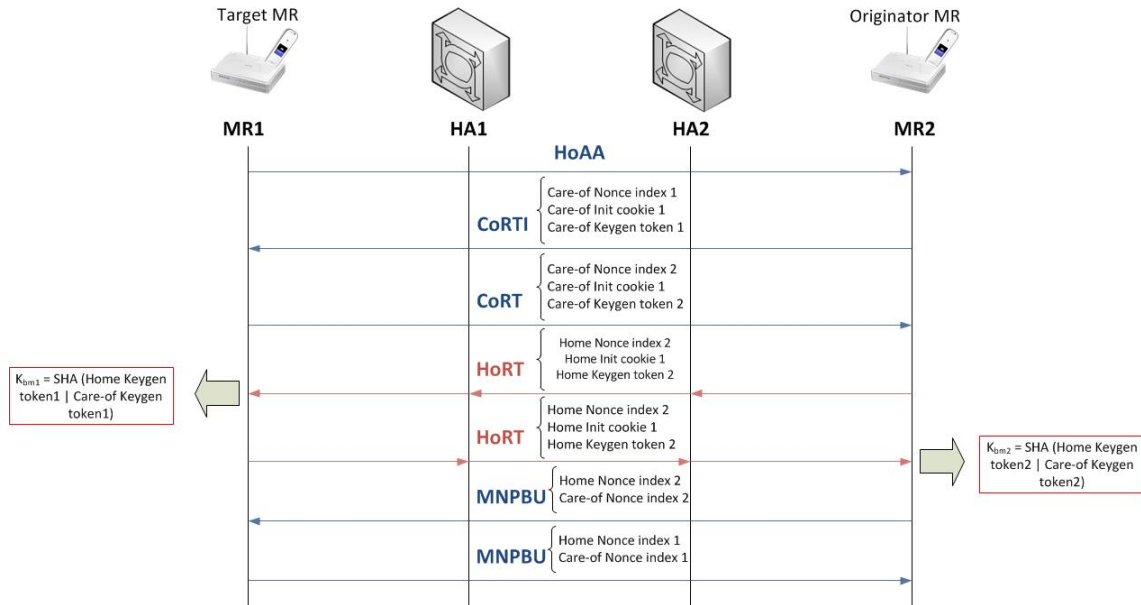 Target MR
Originator MR
MR1
HA1
HA2
MR2
HoAA
CoRTI
Care-of Nonce index 1
Care-of Init cookie 1
Care-of Keygen token 1
CoRT
Care-of Nonce index 2
Care-of Init cookie 1
Care-of Keygen token 2
HoRT
Home Nonce index 2
Home Init cookie 1
Home Keygen token 2
Kbm1 = SHA (Home Keygen
token1 | Care-of Keygen
token1)
HoRT
Home Nonce index 2
Home Init cookie 1
Home Keygen token 2
Kbm2 = SHA (Home Keygen
token2 | Care-of Keygen
token2)
MNPBU
Home Nonce index 2
Care-of Nonce index 2
MNPBU
Home Nonce index 1
Care-of Nonce index 1